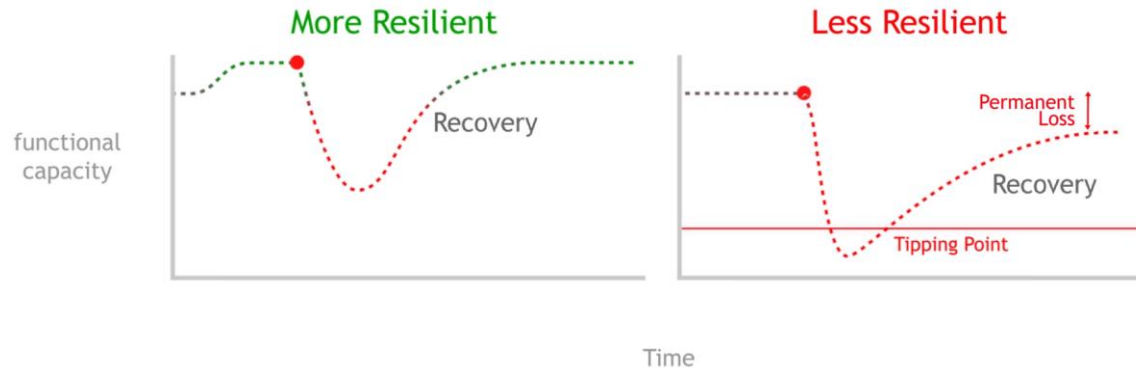 More Resilient
Less Resilient
functional
capacity
Recovery
Permanent
Loss
Recovery
Tipping Point
Time